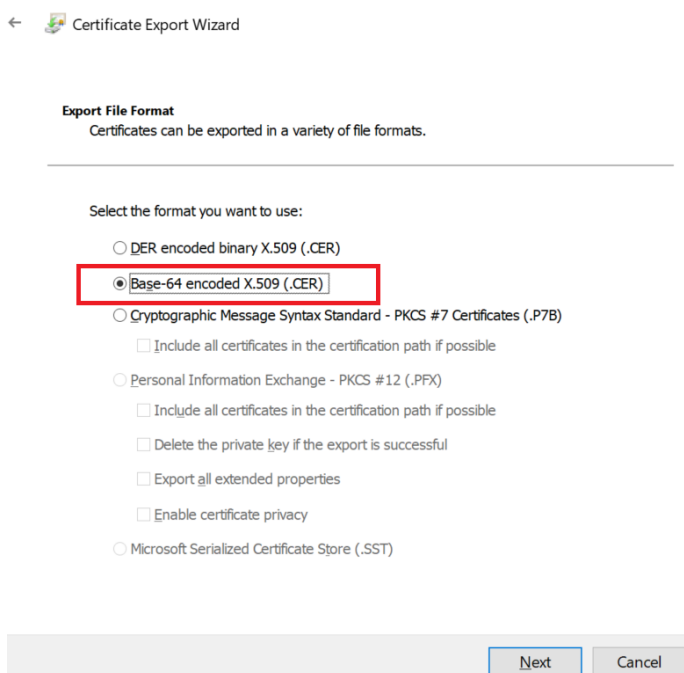 Certificate Export Wizard
Export File Format
Certificates can be exported in a variety of file formats.
Select the format you want to use:
DER encoded binary X.509 (.CER)
Base-64 encoded X.509 (.CER)
Cryptographic Message Syntax Standard - PKCS #7 Certificates (.P7B)
Include all certificates in the certification path if possible
Personal Information Exchange - PKCS #12 (.PFX)
Include all certificates in the certification path if possible
Delete the private key if the export is successful
Export all extended properties
Enable certificate privacy
Microsoft Serialized Certificate Store (.SST)
Next Cancel